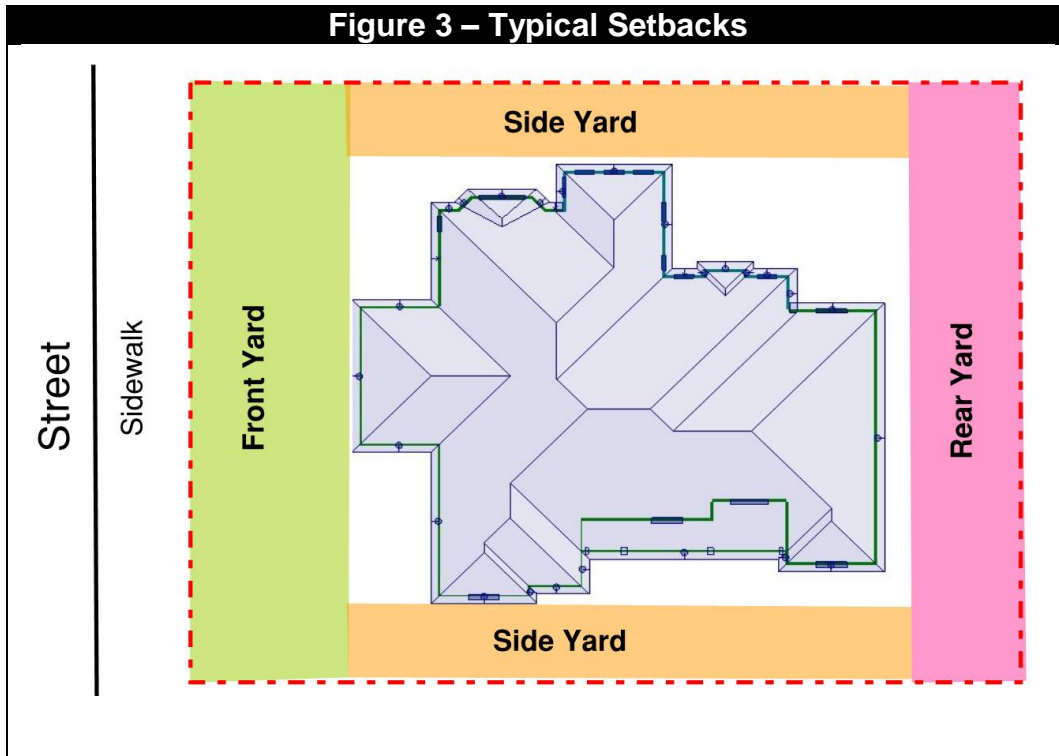 Figure 3 – Typical Setbacks
Street
Sidewalk
Front Yard
Side Yard
Side Yard
Rear Yard